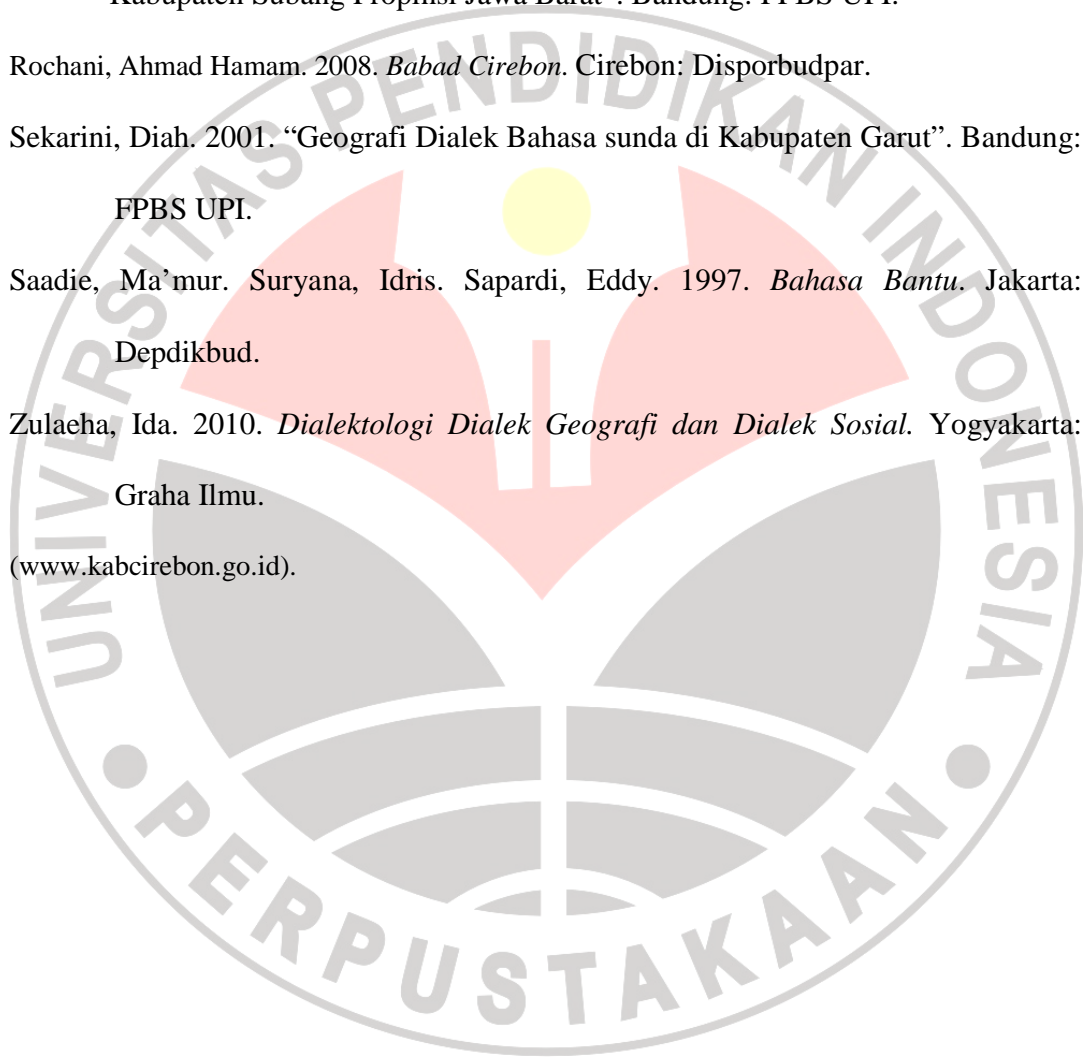 Kabupaten Subang Propinsi Jawa Barat”. Bandung: FPBS UPI.
Rochani, Ahmad Hamam. 2008. Babad Cirebon. Cirebon: Disporbudpar.
Sekarini, Diah. 2001. “Geografi Dialek Bahasa sunda di Kabupaten Garut”. Bandung:
FPBS UPI.
Saadie, Ma’mur. Suryana, Idris. Sapardi, Eddy. 1997. Bahasa Bantu. Jakarta:
Depdikbud.
Zulaeha, Ida. 2010. Dialektologi Dialek Geografi dan Dialek Sosial. Yogyakarta:
Graha Ilmu.
(www.kabcirebon.go.id).
UNIVERSITAS PENDIDIKAN INDONESIA
PERPUSTAKAAN